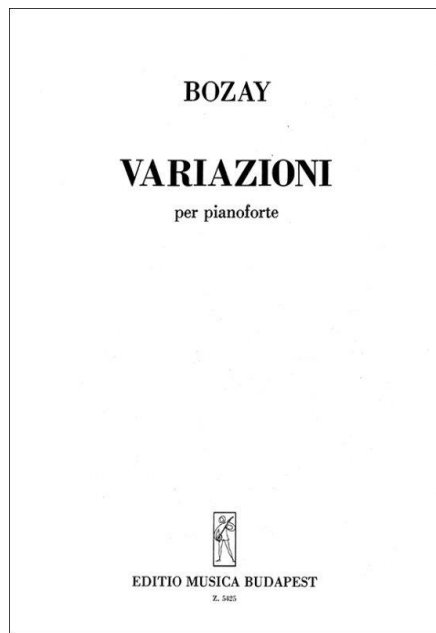 BOZAY
VARIAZIONI
per pianoforte
EDITIO MUSICA BUDAPEST
Z. 5425